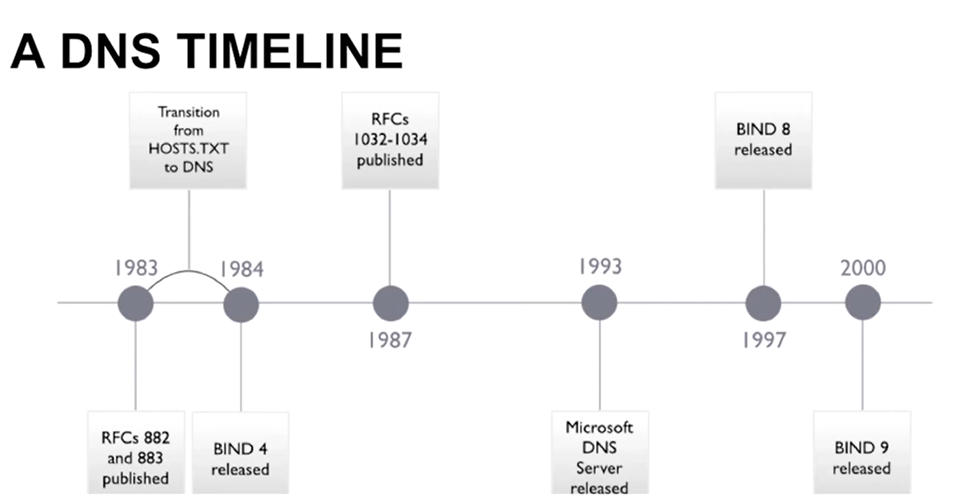 A DNS TIMELINE
Transition
from
HOSTS.TXT
to DNS
RFCs
1032-1034
published
BIND 8
released
1983
1984
1987
1993
1997
2000
RFCs 882
and 883
published
BIND 4
released
Microsoft
DNS
Server
released
BIND 9
released